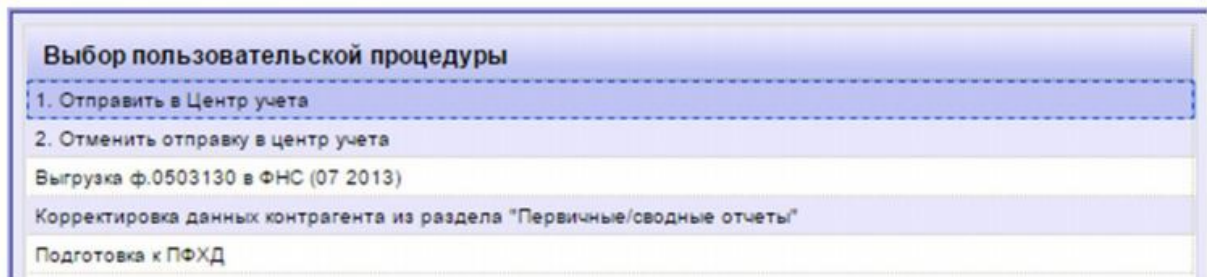 Выбор пользовательской процедуры
1. Отправить в Центр учета
2. Отменить отправку в центр учета
Выгрузка ф.0503130 в ФНС (07 2013)
Корректировка данных контрагента из раздела "Первичные/сводные отчеты"
Подготовка к ПФХД